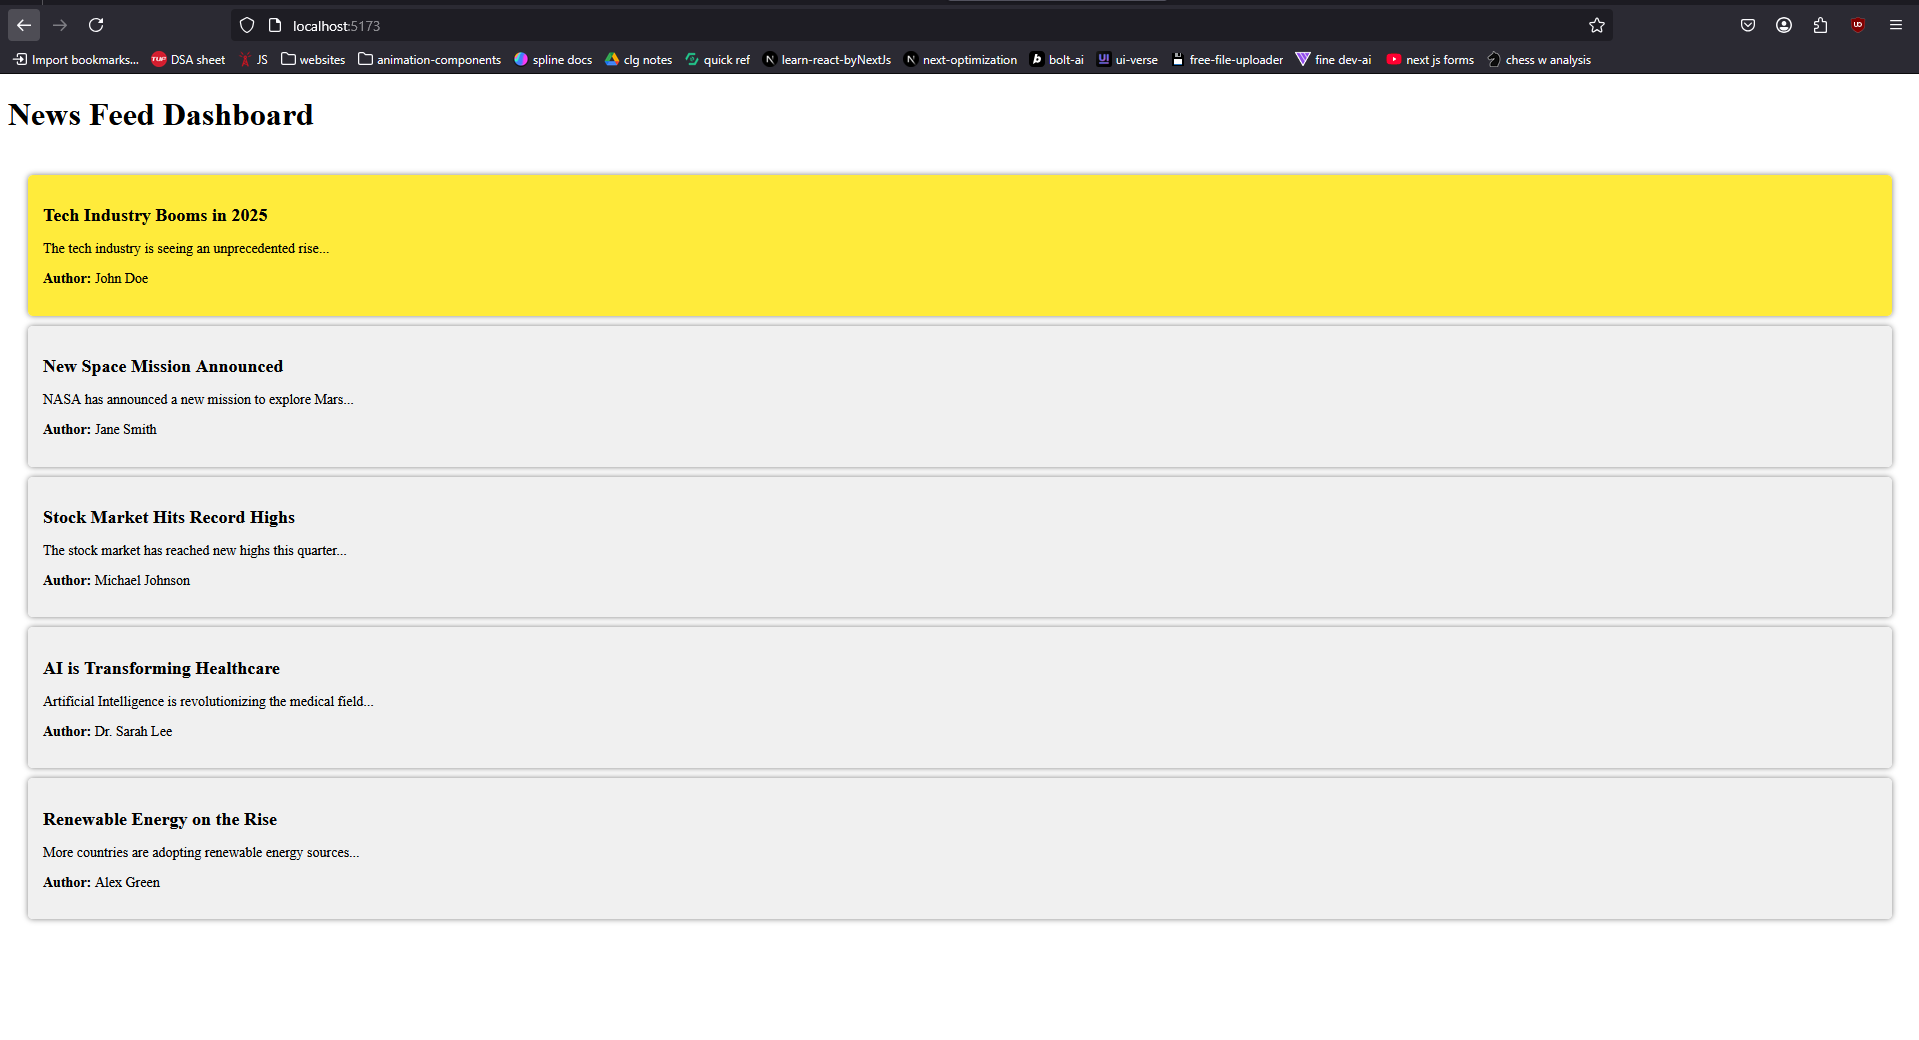 localhost:5173
Import bookmarks... TUF DSA sheet JS websites animation-components spline docs clg notes quick ref N learn-react-byNextJs N next-optimization b bolt-ai UI ui-verse free-file-uploader fine dev-ai next js forms chess w analysis
News Feed Dashboard
Tech Industry Booms in 2025
The tech industry is seeing an unprecedented rise...
Author: John Doe
New Space Mission Announced
NASA has announced a new mission to explore Mars...
Author: Jane Smith
Stock Market Hits Record Highs
The stock market has reached new highs this quarter...
Author: Michael Johnson
AI is Transforming Healthcare
Artificial Intelligence is revolutionizing the medical field...
Author: Dr. Sarah Lee
Renewable Energy on the Rise
More countries are adopting renewable energy sources...
Author: Alex Green